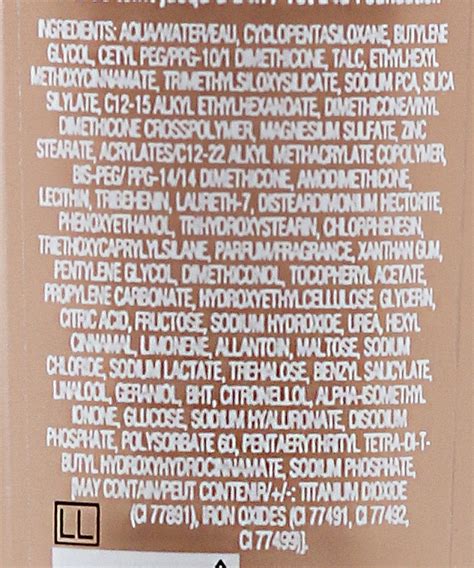 INGREDIENTS: AQUA/WATER/EAU, CYCLOPENTASILOXANE, BUTYLENE
GLYCOL, CETYL PEG/PPG-10/1 DIMETHICONE, TALC, ETHYLHEXYL
METHOXYCINNAMATE, TRIMETHYLSILOXYSILICATE, SODIUM PCA, SILICA
SILYLATE, C12-15 ALKYL ETHYLHEXANOATE, DIMETHICONE/VINYL
DIMETHICONE CROSSPOLYMER, MAGNESIUM SULFATE, ZINC
STEARATE, ACRYLATES/C12-22 ALKYL METHACRYLATE COPOLYMER,
BIS-PEG/ PPG-14/14 DIMETHICONE, AMODIMETHICONE,
LECITHIN, TRIBEHENIN, LAURETH-7, DISTEARDIMONIUM HECTORITE,
PHENOXYETHANOL, TRIHYDROXYSTEARIN, CHLORPHENESIN,
TRIETHOXYCAPRYLYLSILANE, PARFUM/FRAGRANCE, XANTHAN GUM,
PENTYLENE GLYCOL, DIMETHICONOL, TOCOPHERYL ACETATE,
PROPYLENE CARBONATE, HYDROXYETHYLCELLULOSE, GLYCERIN,
CITRIC ACID, FRUCTOSE, SODIUM HYDROXIDE, UREA, HEXYL
CINNAMAL, LIMONENE, ALLANTOIN, MALTOSE, SODIUM
CHLORIDE, SODIUM LACTATE, TREHALOSE, BENZYL SALICYLATE,
LINALOOL, GERANIOL, BHT, CITRONELLOL, ALPHA-ISOMETHYL
IONONE, GLUCOSE, SODIUM HYALURONATE, DISODIUM
PHOSPHATE, POLYSORBATE 60, PENTAERYTHRITYL TETRA-DI-T-
BUTYL HYDROXYHYDROCINNAMATE, SODIUM PHOSPHATE,
[MAY CONTAIN/PEUT CONTENIR/+/-: TITANIUM DIOXIDE
(CI 77891), IRON OXIDES (CI 77491, CI 77492,
CI 77499)].
LL